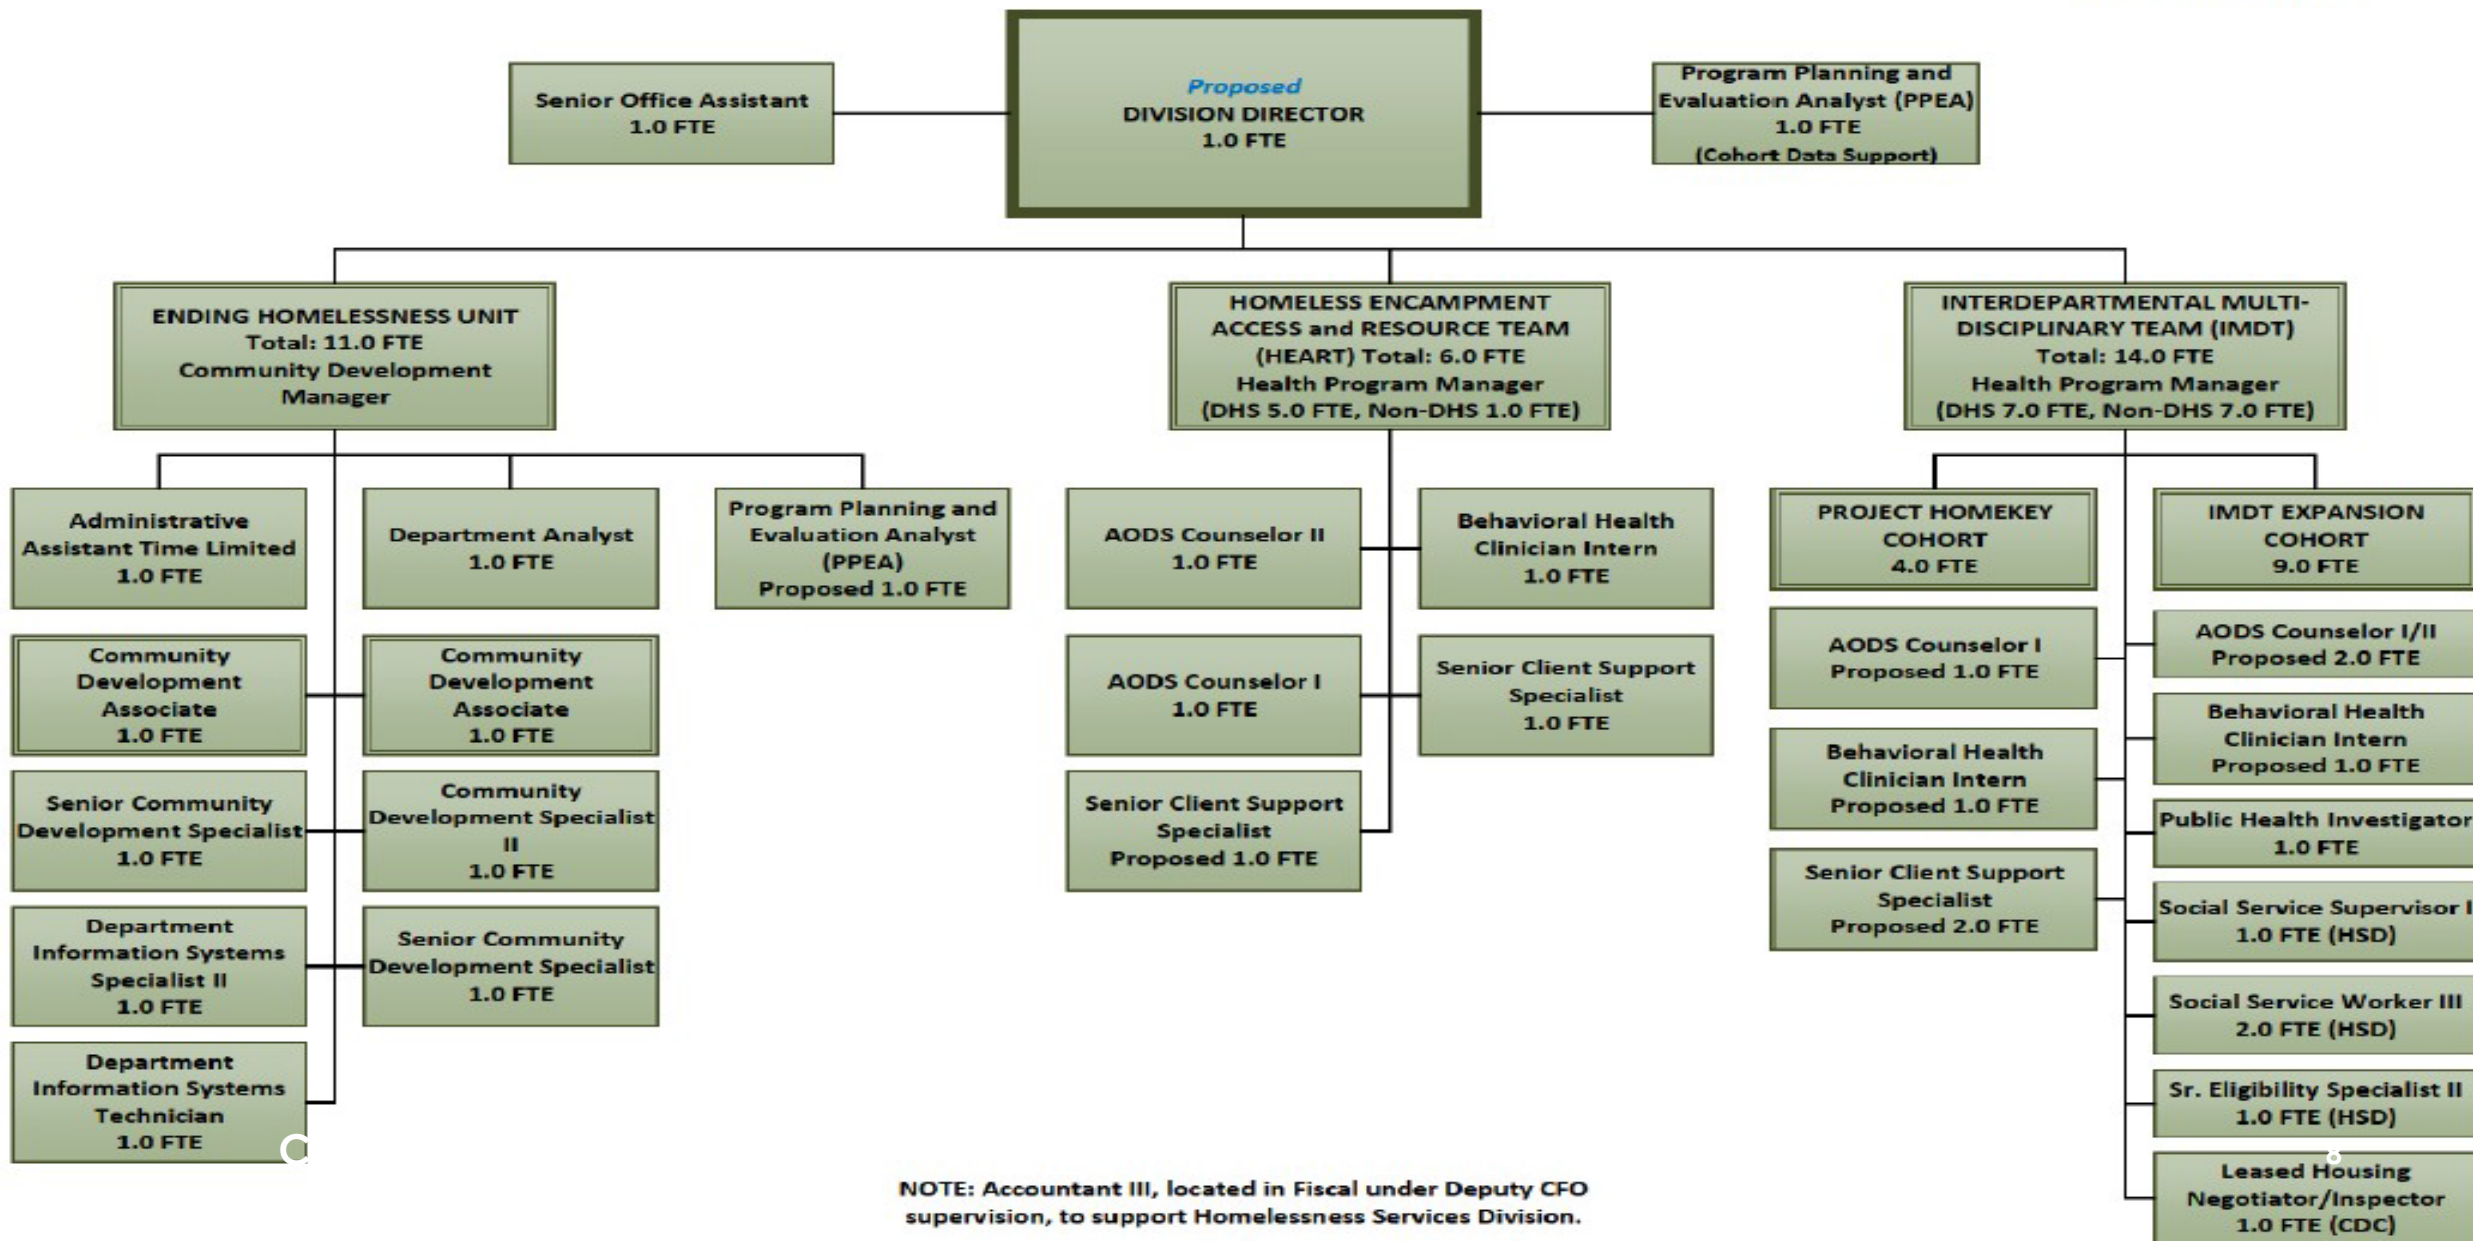 Senior Office Assistant
1.0 FTE
Proposed
DIVISION DIRECTOR
1.0 FTE
Program Planning and
Evaluation Analyst (PPEA)
1.0 FTE
(Cohort Data Support)
ENDING HOMELESSNESS UNIT
Total: 11.0 FTE
Community Development
Manager
HOMELESS ENCAMPMENT
ACCESS and RESOURCE TEAM
(HEART) Total: 6.0 FTE
Health Program Manager
(DHS 5.0 FTE, Non-DHS 1.0 FTE)
INTERDEPARTMENTAL MULTI-
DISCIPLINARY TEAM (IMDT)
Total: 14.0 FTE
Health Program Manager
(DHS 7.0 FTE, Non-DHS 7.0 FTE)
Administrative
Assistant Time Limited
1.0 FTE
Department Analyst
1.0 FTE
Program Planning and
Evaluation Analyst
(PPEA)
Proposed 1.0 FTE
Community
Development
Associate
1.0 FTE
Community
Development
Associate
1.0 FTE
Senior Community
Development Specialist
1.0 FTE
Community
Development Specialist
II
1.0 FTE
Department
Information Systems
Specialist II
1.0 FTE
Senior Community
Development Specialist
1.0 FTE
Department
Information Systems
Technician
1.0 FTE
C
AODS Counselor II
1.0 FTE
Behavioral Health
Clinician Intern
1.0 FTE
AODS Counselor I
1.0 FTE
Senior Client Support
Specialist
1.0 FTE
Senior Client Support
Specialist
Proposed 1.0 FTE
PROJECT HOMEKEY
COHORT
4.0 FTE
AODS Counselor I
Proposed 1.0 FTE
Behavioral Health
Clinician Intern
Proposed 1.0 FTE
Senior Client Support
Specialist
Proposed 2.0 FTE
IMDT EXPANSION
COHORT
9.0 FTE
AODS Counselor I/II
Proposed 2.0 FTE
Behavioral Health
Clinician Intern
Proposed 1.0 FTE
Public Health Investigator
1.0 FTE
Social Service Supervisor I
1.0 FTE (HSD)
Social Service Worker III
2.0 FTE (HSD)
Sr. Eligibility Specialist II
1.0 FTE (HSD)
8
Leased Housing
Negotiator/Inspector
1.0 FTE (CDC)
NOTE: Accountant III, located in Fiscal under Deputy CFO
supervision, to support Homelessness Services Division.